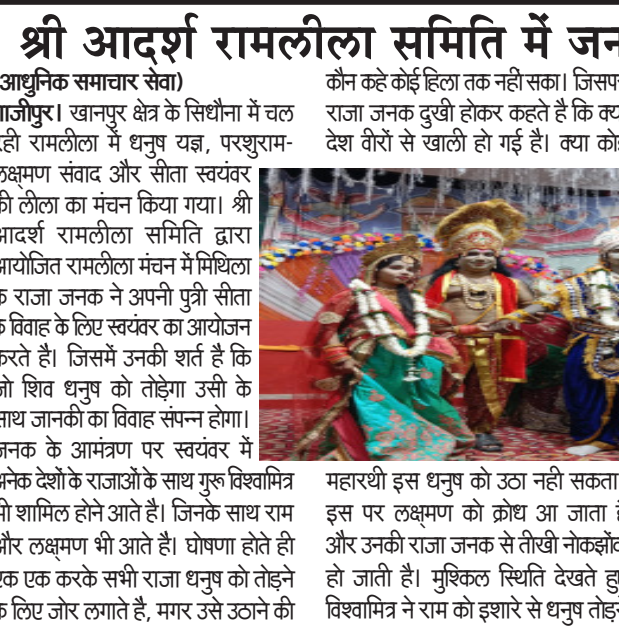 श्री आदर्श रामलीला समिति में
(आधुनिक समाचार सेवा)
गाजीपुर। खानपुर क्षेत्र के सिधौना में चल
रही रामलीला में धनुष यज्ञ, परशुराम-
लक्ष्मण संवाद और सीता स्वयंवर
की लीला का मंचन किया गया। श्री
आदर्श रामलीला समिति द्वारा
आयोजित रामलीला मंचन में मिथिला
के राजा जनक ने अपनी पुत्री सीता
के विवाह के लिए स्वयंवर का आयोजन
करते है। जिसमें उनकी शर्त है कि
जो शिव धनुष को तोड़ेगा उसी के
साथ जानकी का विवाह संपन्न होगा।
जनक के आमंत्रण पर स्वयंवर में
अनेक देशों के राजाओं के साथ गुरू विश्वामित्र
भी शामिल होने आते है। जिनके साथ राम
और लक्ष्मण भी आते है। घोषणा होते ही
एक एक करके सभी राजा धनुष को तोड़ने
के लिए जोर लगाते है, मगर उसे उठाने की
कौन कहे कोई हिला तक नहीं सका। जिसपर
राजा जनक दुखी होकर कहते है कि
देश वीरों से खाली हो गई है। क्या कोई
महारथी इस धनुष को उठा नही सकता
इस पर लक्ष्मण को क्रोध आ जाता
और उनकी राजा जनक से तीखी नोकझोंक
हो जाती है। मुश्किल स्थिति देखते हुए
विश्वामित्र ने राम को इशारे से धनुष